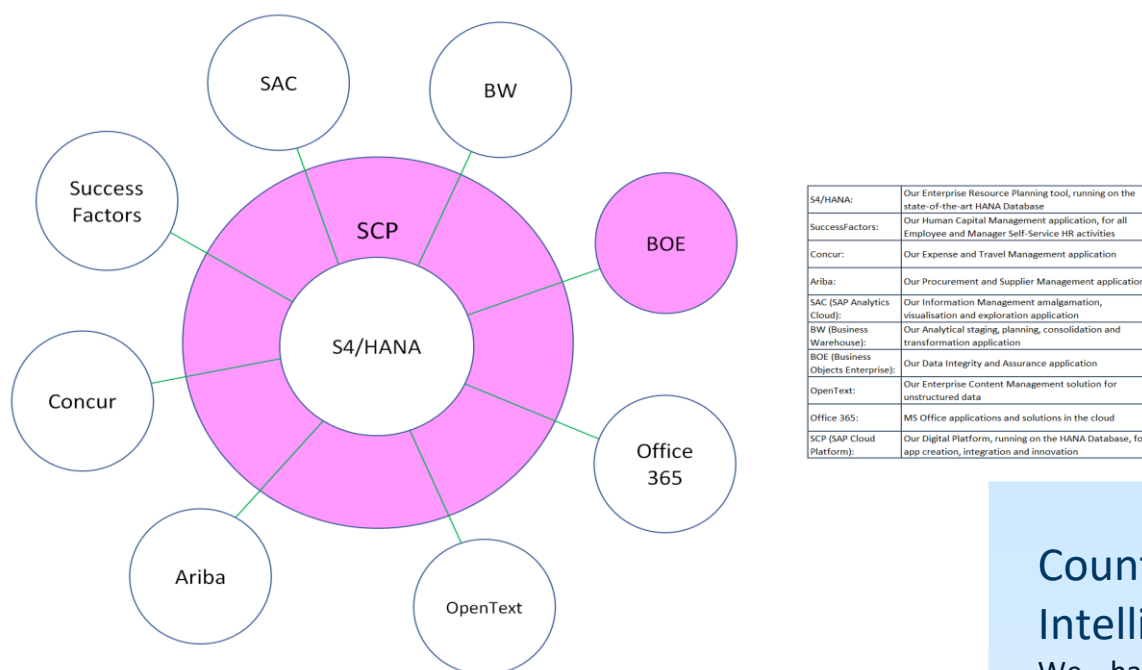 SAC
BW
Success
Factors
SCP
BOE
S4/HANA
Concur
Office
365
Ariba
OpenText
S4/HANA: Our Enterprise Resource Planning tool, running on the
state-of-the-art HANA Database
SuccessFactors: Our Human Capital Management application, for all
Employee and Manager Self-Service HR activities
Concur: Our Expense and Travel Management application
Ariba: Our Procurement and Supplier Management application
SAC (SAP Analytics Our Information Management amalgamation,
Cloud): visualisation and exploration application
BW (Business Our Analytical staging, planning, consolidation and
Warehouse): transformation application
BOE (Business
Objects Enterprise): Our Data Integrity and Assurance application
OpenText: Our Enterprise Content Management solution for
unstructured data
Office 365: MS Office applications and solutions in the cloud
SCP (SAP Cloud Our Digital Platform, running on the HANA Database, fo
Platform): app creation, integration and innovation
Count
Intelli
We ha